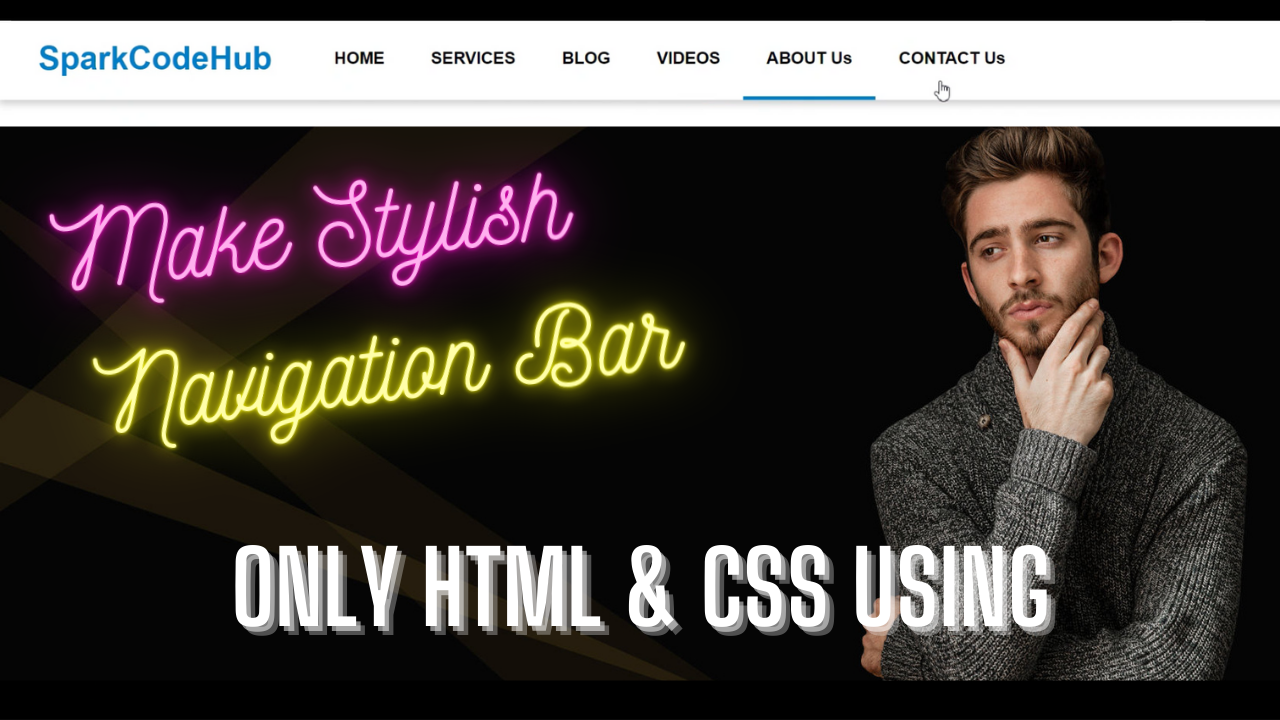 SparkCodeHub HOME SERVICES BLOG VIDEOS ABOUT Us CONTACT Us
Make Stylish
Navigation Bar
ONLY HTML & CSS USING